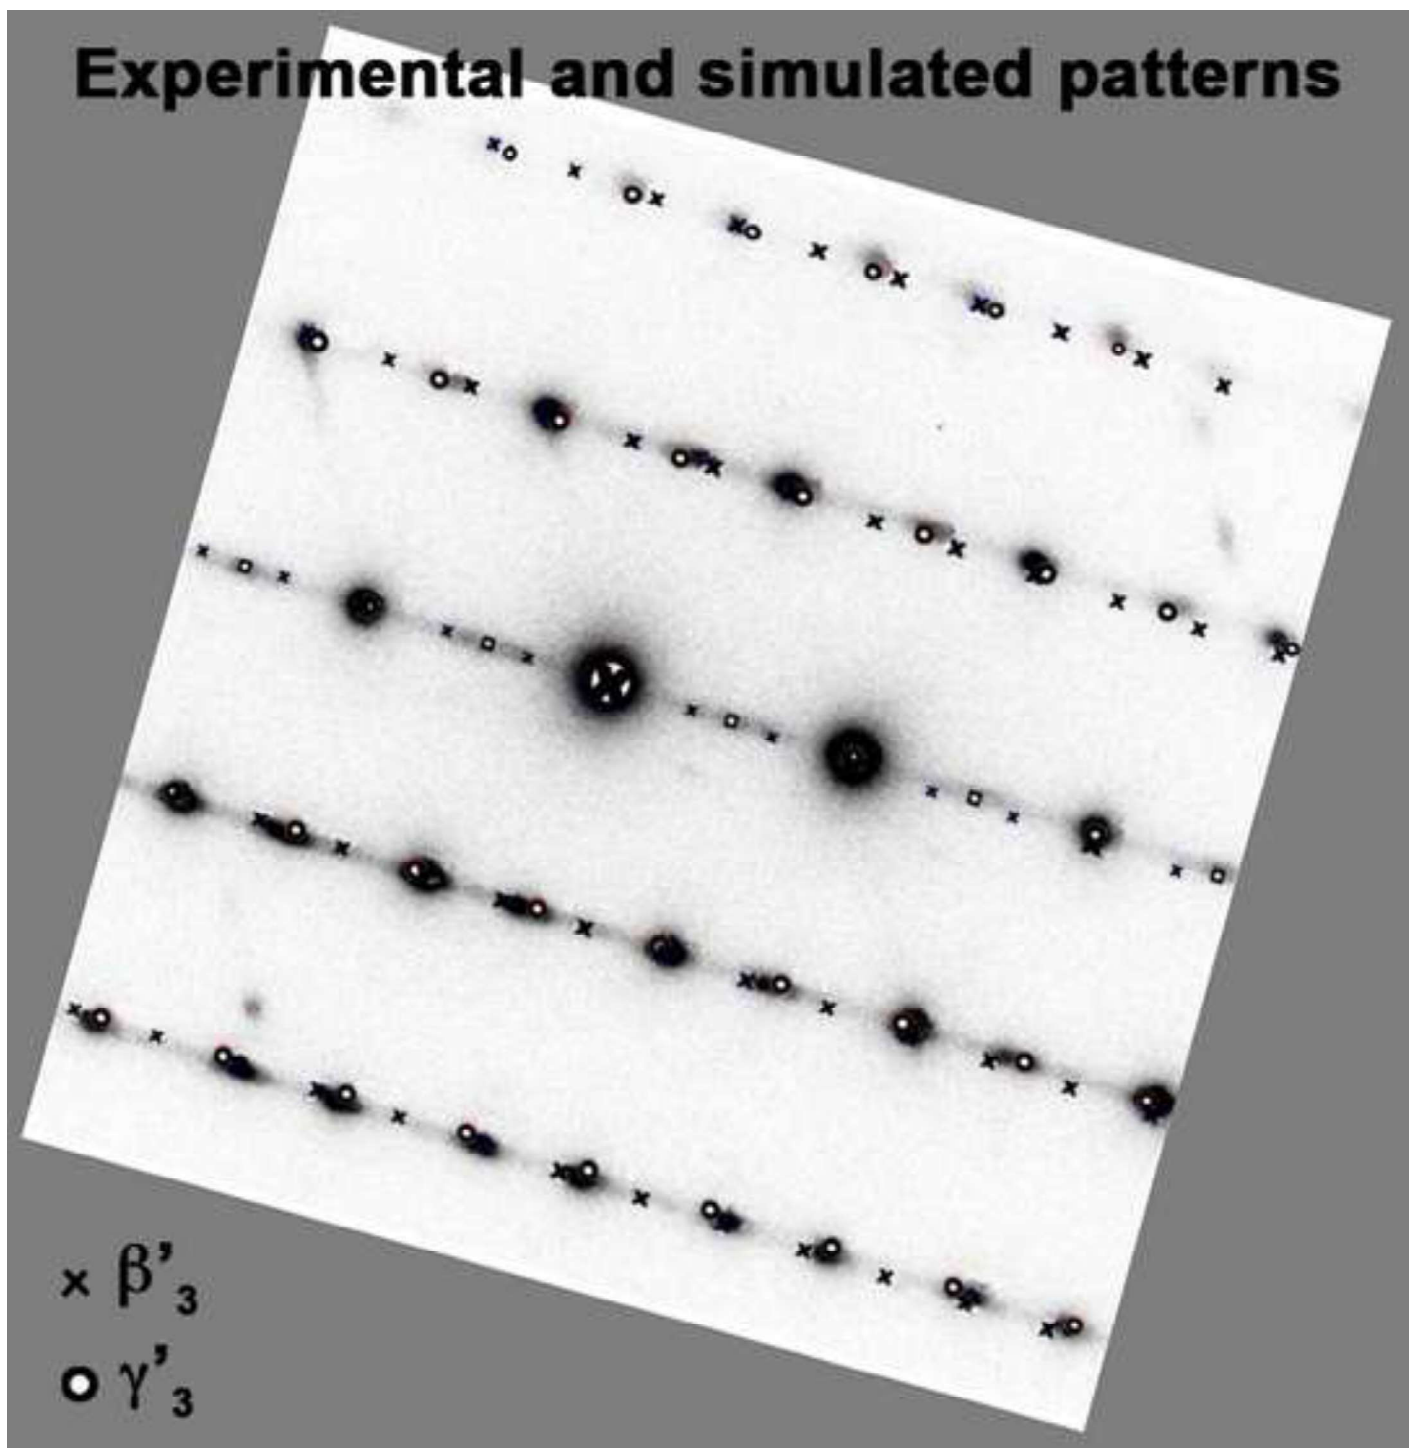 Experimental and simulated patterns
× β’₃
o γ’₃